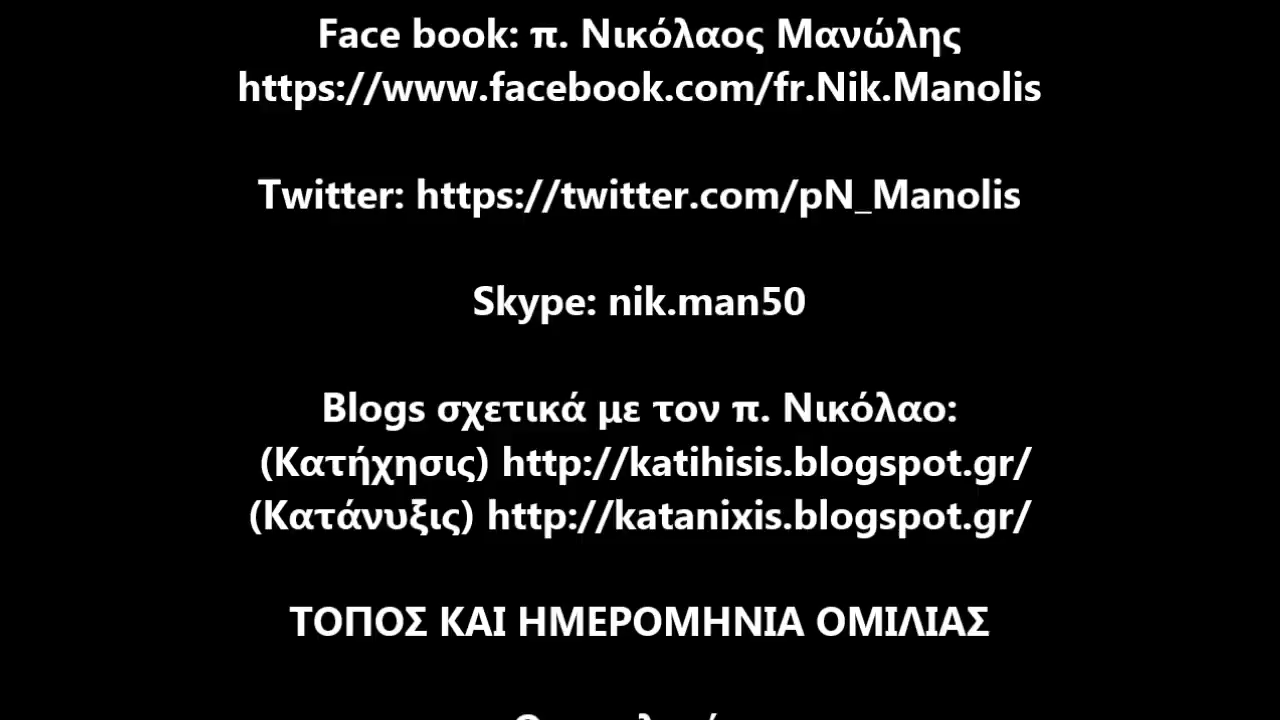 Face book: π. Νικόλαος Μανώλης
https://www.facebook.com/fr.Nik.Manolis
Twitter: https://twitter.com/pN_Manolis
Skype: nik.man50
Blogs σχετικά με τον π. Νικόλαο:
(Κατήχησις) http://katihisis.blogspot.gr/
(Κατάνυξις) http://katanixis.blogspot.gr/
ΤΟΠΟΣ ΚΑΙ ΗΜΕΡΟΜΗΝΙΑ ΟΜΙΛΙΑΣ